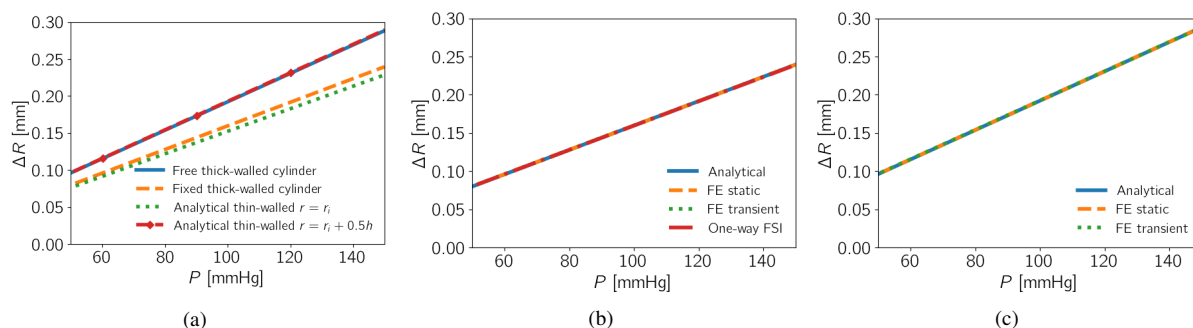 0.30
0.25
0.20
0.15
0.10
0.05
0.00
ΔR [mm]
Free thick-walled cylinder
Fixed thick-walled cylinder
Analytical thin-walled r = rᵢ
Analytical thin-walled r = rᵢ + 0.5h
60 80 100 120 140
P [mmHg]
(a)
0.30
0.25
0.20
0.15
0.10
0.05
0.00
ΔR [mm]
Analytical
FE static
FE transient
One-way FSI
60 80 100 120 140
P [mmHg]
(b)
0.30
0.25
0.20
0.15
0.10
0.05
0.00
ΔR [mm]
Analytical
FE static
FE transient
60 80 100 120 140
P [mmHg]
(c)